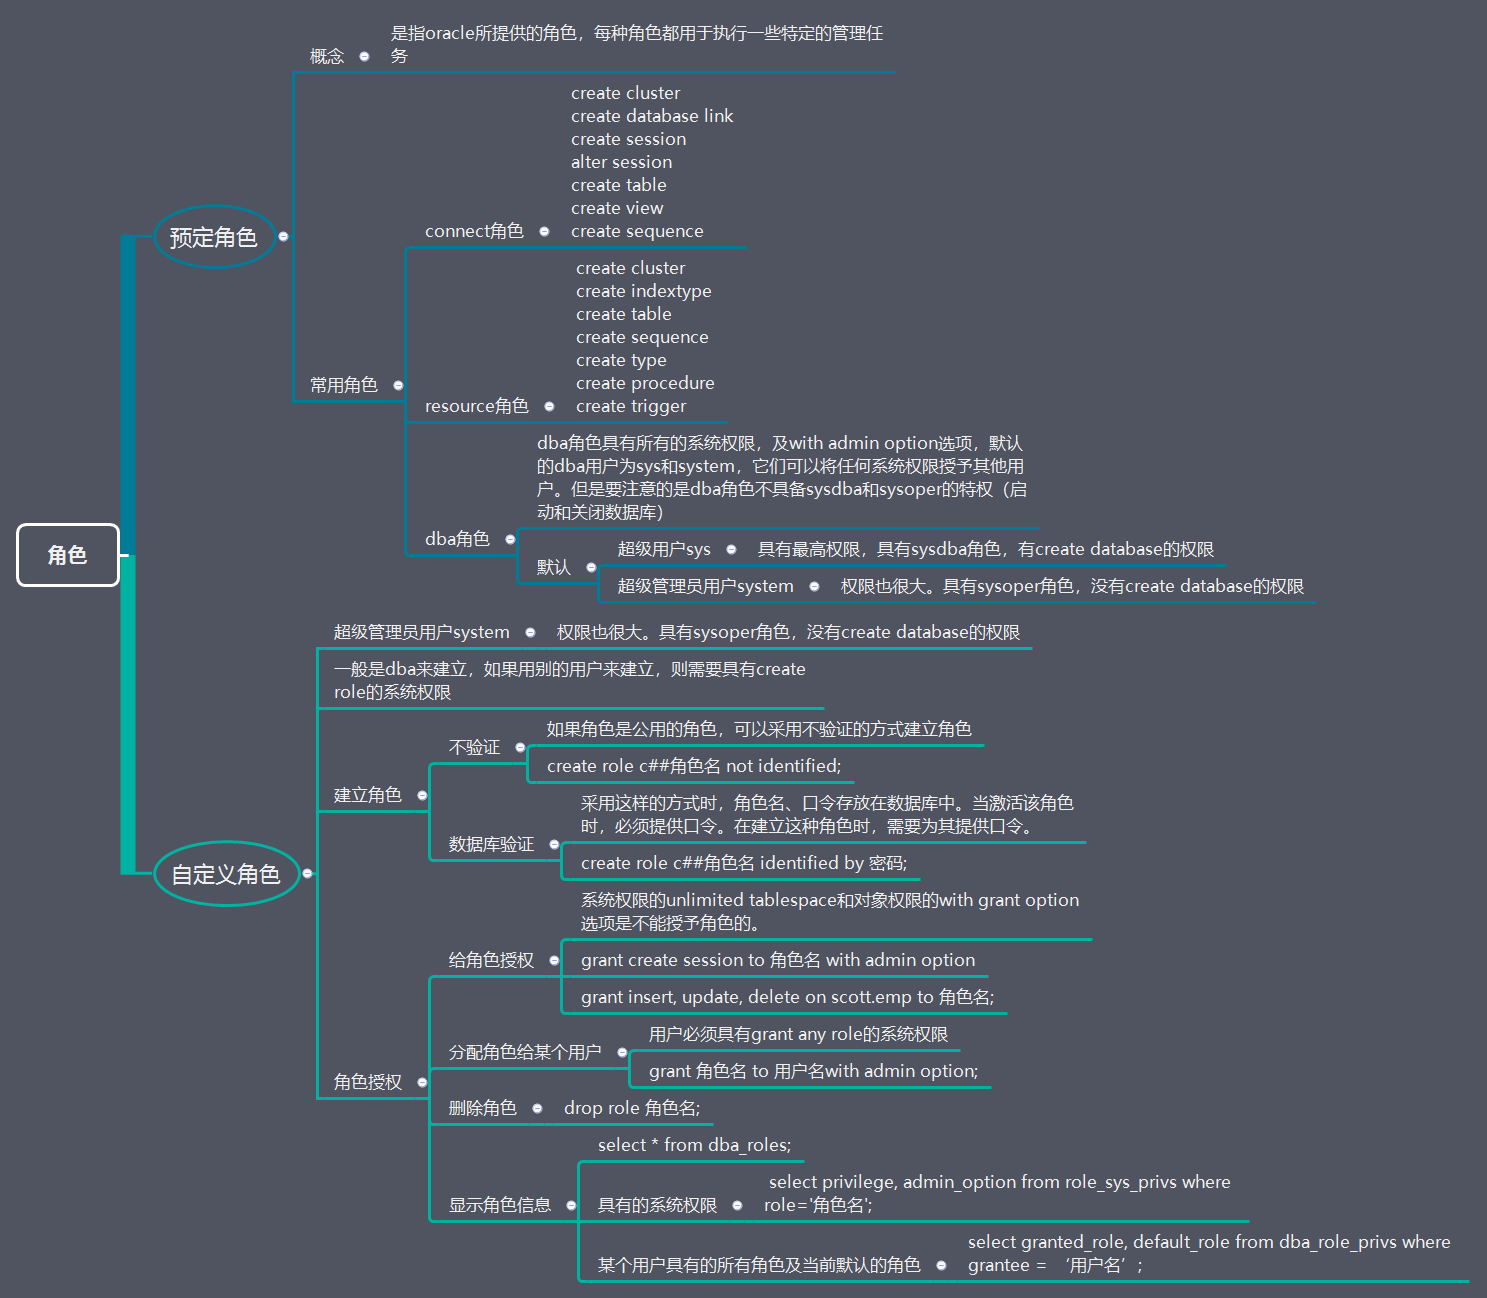 角色
预定角色
概念
是指oracle所提供的角色，每种角色都用于执行一些特定的管理任
务
常用角色
connect角色
create cluster
create database link
create session
alter session
create table
create view
create sequence
resource角色
create cluster
create indextype
create table
create sequence
create type
create procedure
create trigger
dba角色
dba角色具有所有的系统权限，及with admin option选项，默认
的dba用户为sys和system，它们可以将任何系统权限授予其他用
户。但是要注意的是dba角色不具备sysdba和sysoper的特权（启
动和关闭数据库）
默认
超级用户sys
具有最高权限，具有sysdba角色，有create database的权限
超级管理员用户system
权限也很大。具有sysoper角色，没有create database的权限
自定义角色
超级管理员用户system
权限也很大。具有sysoper角色，没有create database的权限
一般是dba来建立，如果用别的用户来建立，则需要具有create
role的系统权限
建立角色
不验证
如果角色是公用的角色，可以采用不验证的方式建立角色
create role c##角色名 not identified;
数据库验证
采用这样的方式时，角色名、口令存放在数据库中。当激活该角色
时，必须提供口令。在建立这种角色时，需要为其提供口令。
create role c##角色名 identified by 密码;
角色授权
给角色授权
系统权限的unlimited tablespace和对象权限的with grant option
选项是不能授予角色的。
grant create session to 角色名 with admin option
grant insert, update, delete on scott.emp to 角色名;
分配角色给某个用户
用户必须具有grant any role的系统权限
grant 角色名 to 用户名with admin option;
删除角色
drop role 角色名;
显示角色信息
select * from dba_roles;
具有的系统权限
select privilege, admin_option from role_sys_privs where
role='角色名';
某个用户具有的所有角色及当前默认的角色
select granted_role, default_role from dba_role_privs where
grantee = ‘用户名’;